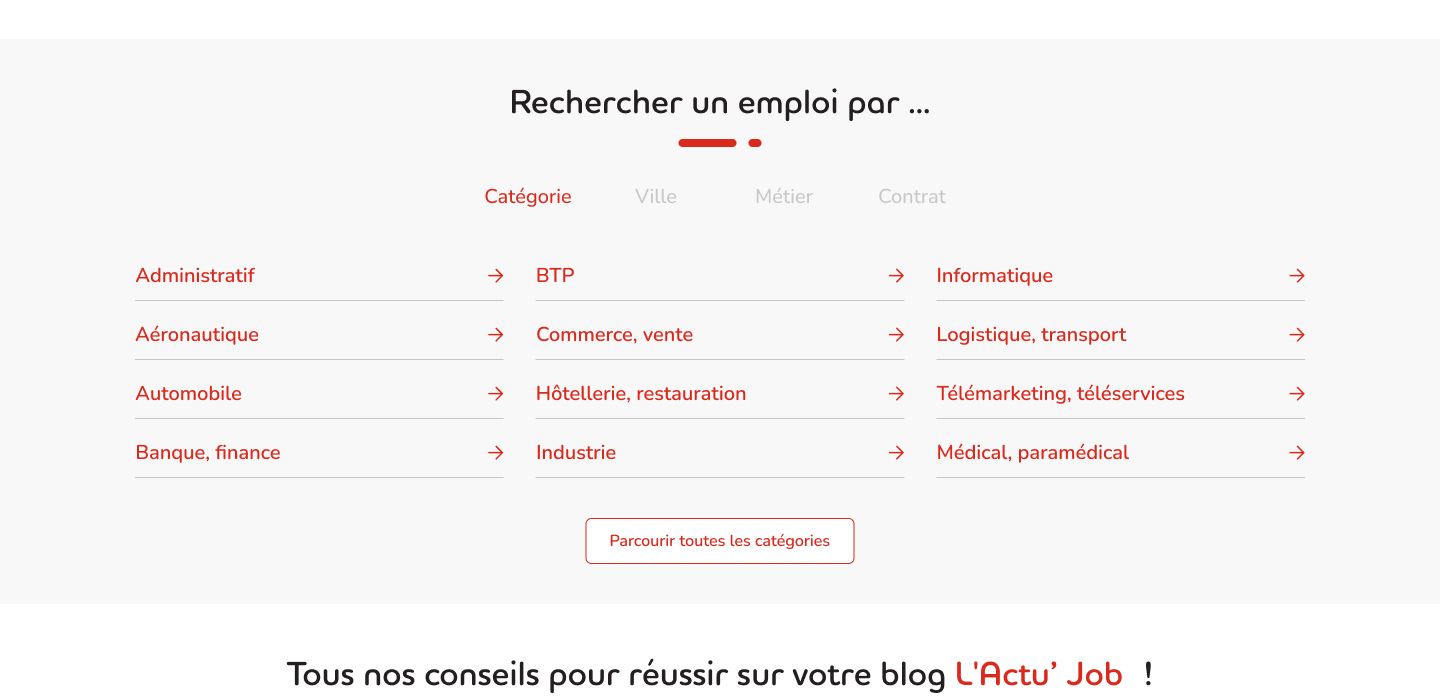 Rechercher un emploi par ...
Catégorie Ville Métier Contrat
Administratif BTP Informatique
Aéronautique Commerce, vente Logistique, transport
Automobile Hôtellerie, restauration Télémarketing, téléservices
Banque, finance Industrie Médical, paramédical
Parcourir toutes les catégories
Tous nos conseils pour réussir sur votre blog L'Actu’ Job !